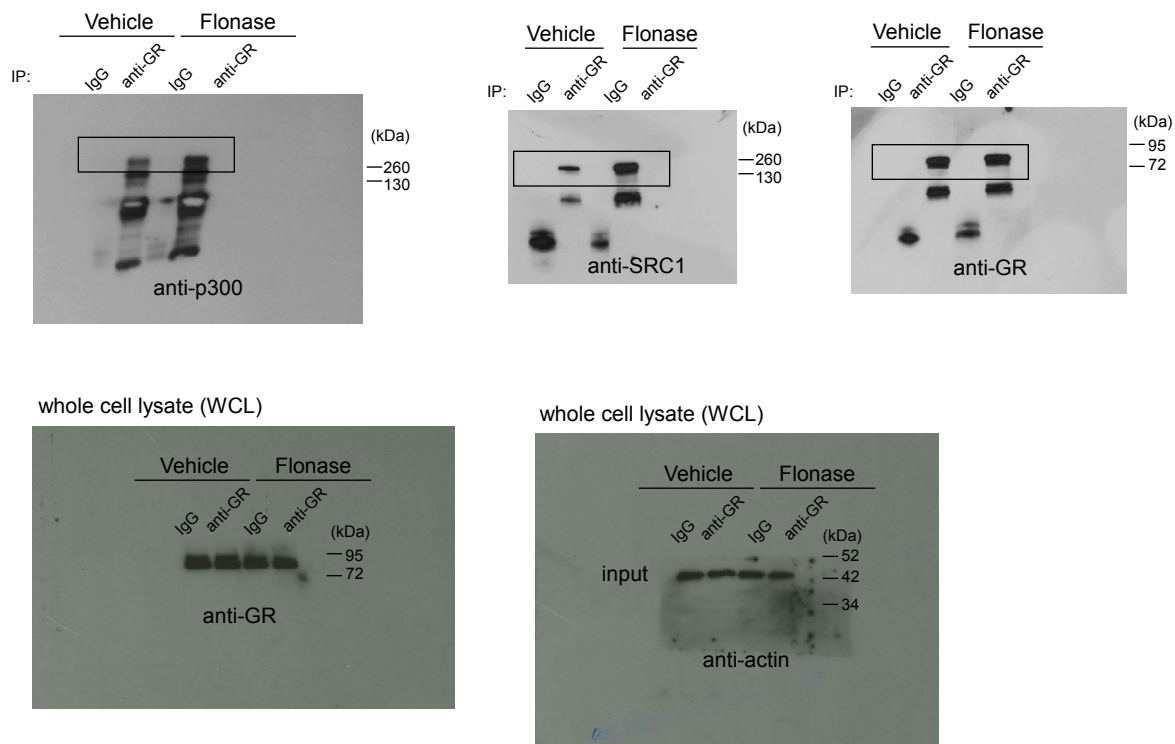 Vehicle Flonase
IP: IgG anti-GR IgG anti-GR
(kDa)
260
130
anti-p300
Vehicle Flonase
IP: IgG anti-GR IgG anti-GR
(kDa)
260
130
anti-SRC1
Vehicle Flonase
IP: IgG anti-GR IgG anti-GR
(kDa)
95
72
anti-GR
whole cell lysate (WCL)
Vehicle Flonase
IgG anti-GR IgG anti-GR
(kDa)
95
72
anti-GR
whole cell lysate (WCL)
Vehicle Flonase
IgG anti-GR IgG anti-GR
(kDa)
52
input
42
34
anti-actin